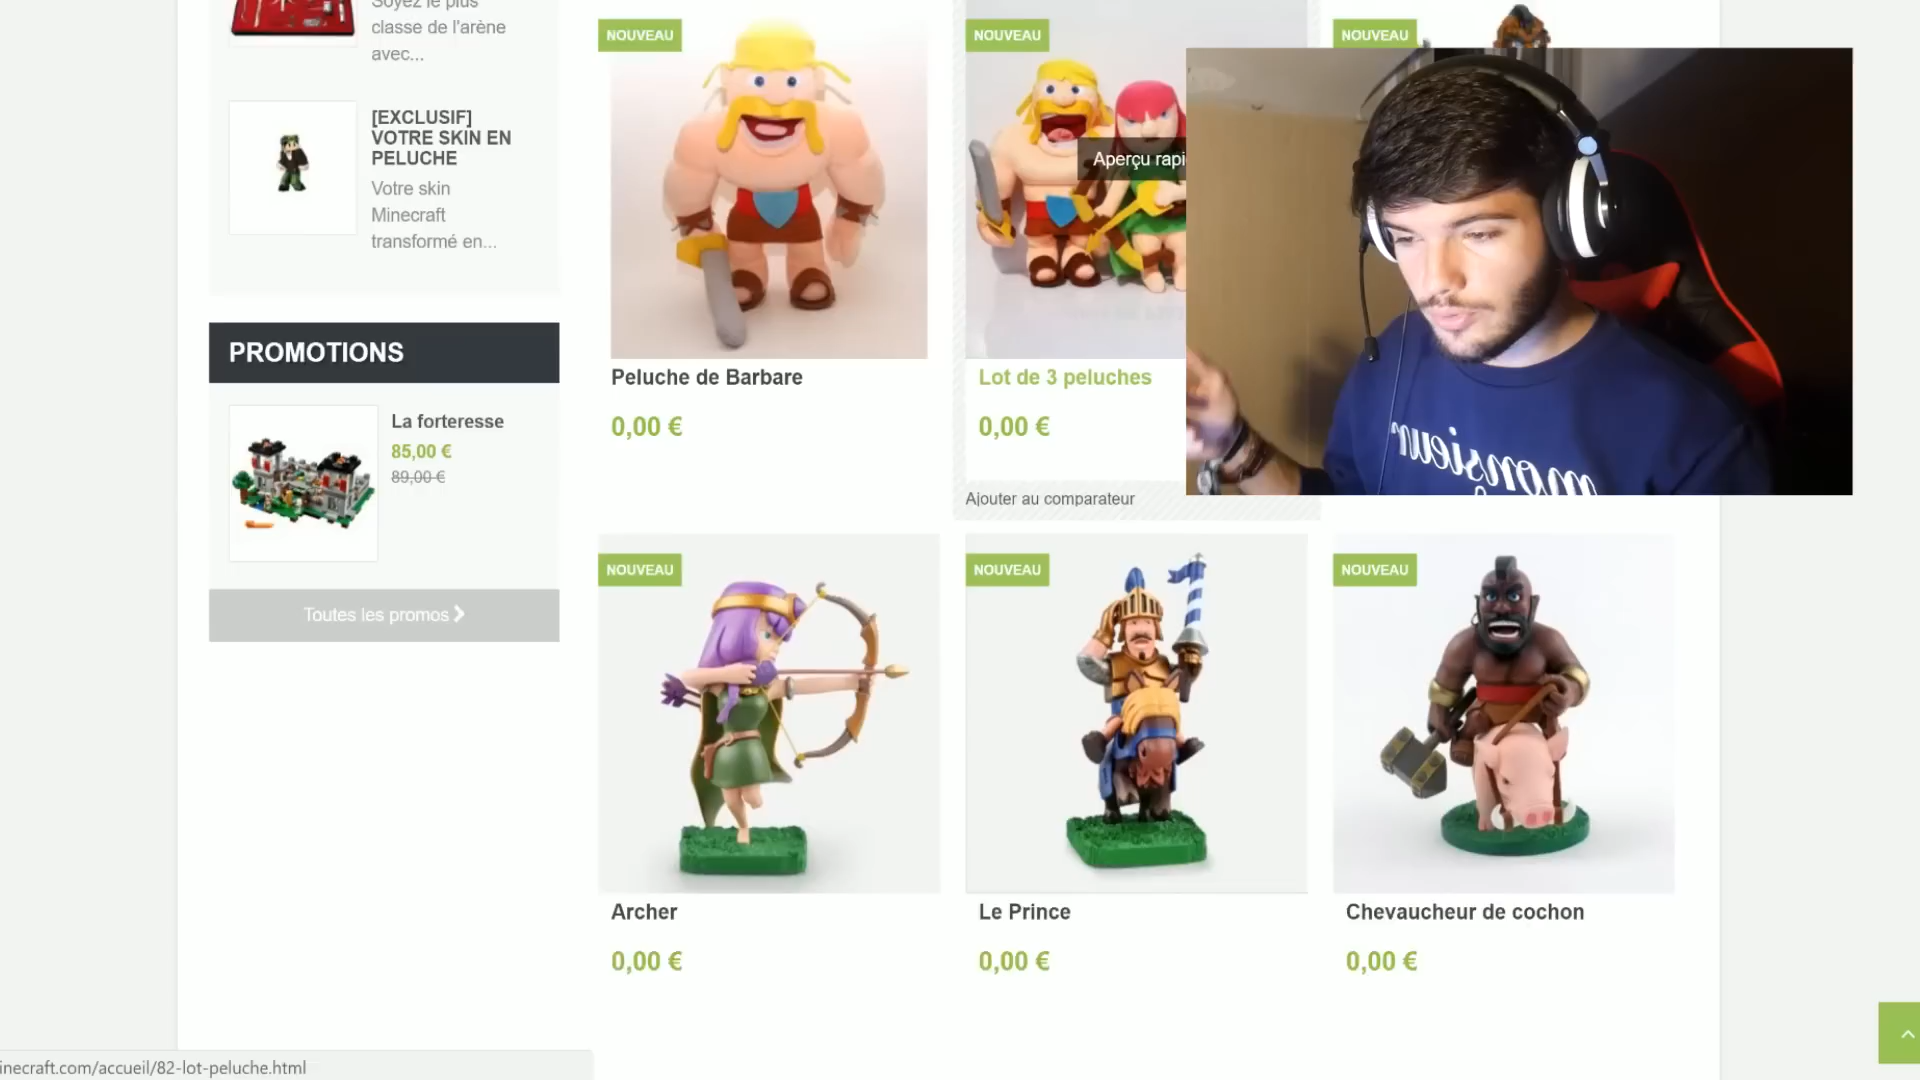 Soyez le plus
classe de l'arène
avec...
[EXCLUSIF]
VOTRE SKIN EN
PELUCHE
Votre skin
Minecraft
transformé en...
PROMOTIONS
La forteresse
85,00 €
89,00 €
Toutes les promos
NOUVEAU
Peluche de Barbare
0,00 €
NOUVEAU
Aperçu rapi
Lot de 3 peluches
0,00 €
Ajouter au comparateur
NOUVEAU
monsieur
NOUVEAU
Archer
0,00 €
NOUVEAU
Le Prince
0,00 €
NOUVEAU
Chevaucheur de cochon
0,00 €
inecraft.com/accueil/82-lot-peluche.html